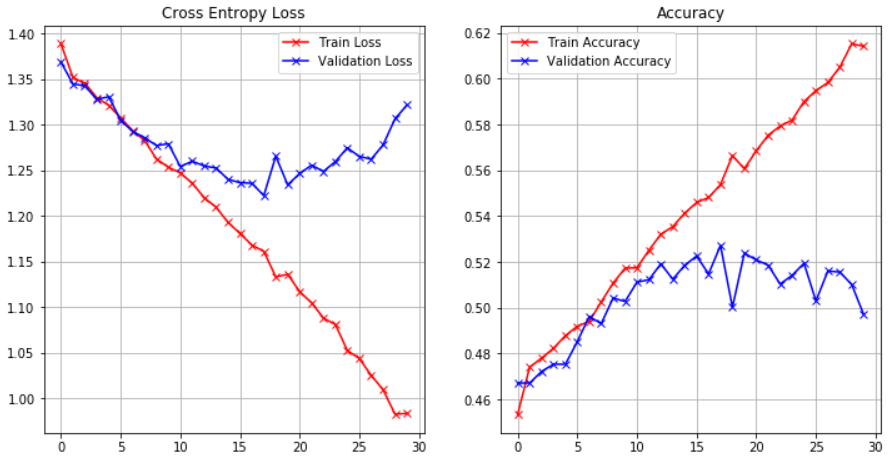 Cross Entropy Loss
1.40
1.35
1.30
1.25
1.20
1.15
1.10
1.05
1.00
Train Loss
Validation Loss
0 5 10 15 20 25 30
Accuracy
0.62
0.60
0.58
0.56
0.54
0.52
0.50
0.48
0.46
Train Accuracy
Validation Accuracy
0 5 10 15 20 25 30